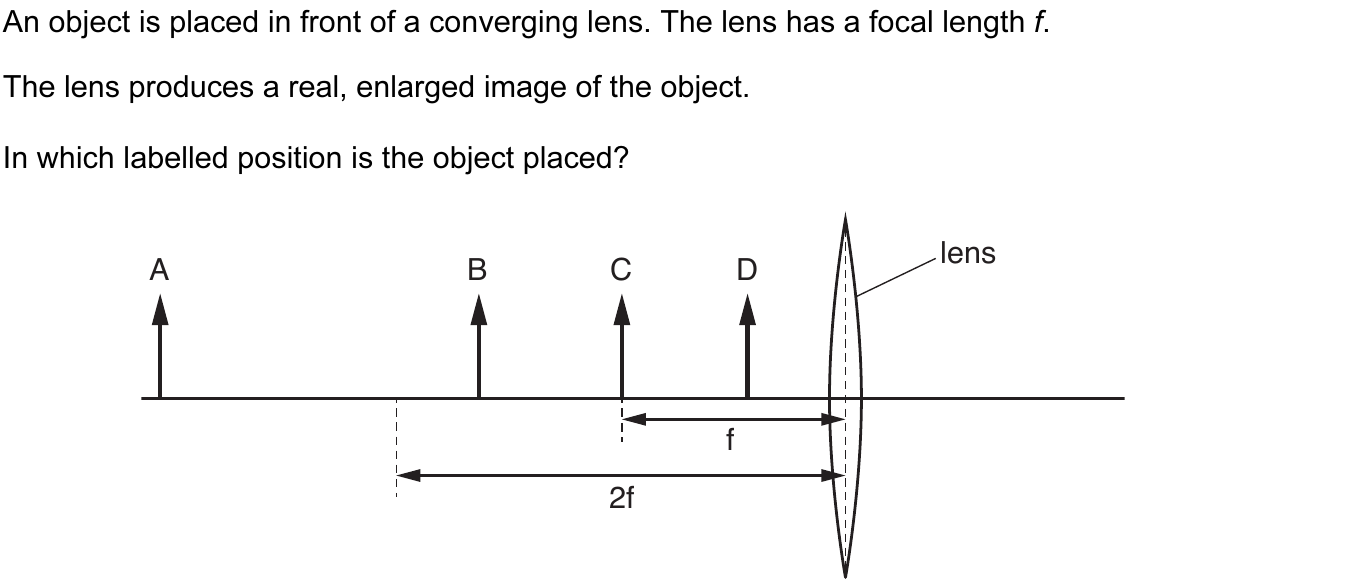 An object is placed in front of a converging lens. The lens has a focal length f.
The lens produces a real, enlarged image of the object.
In which labelled position is the object placed?
A
B
C
D
lens
f
2f